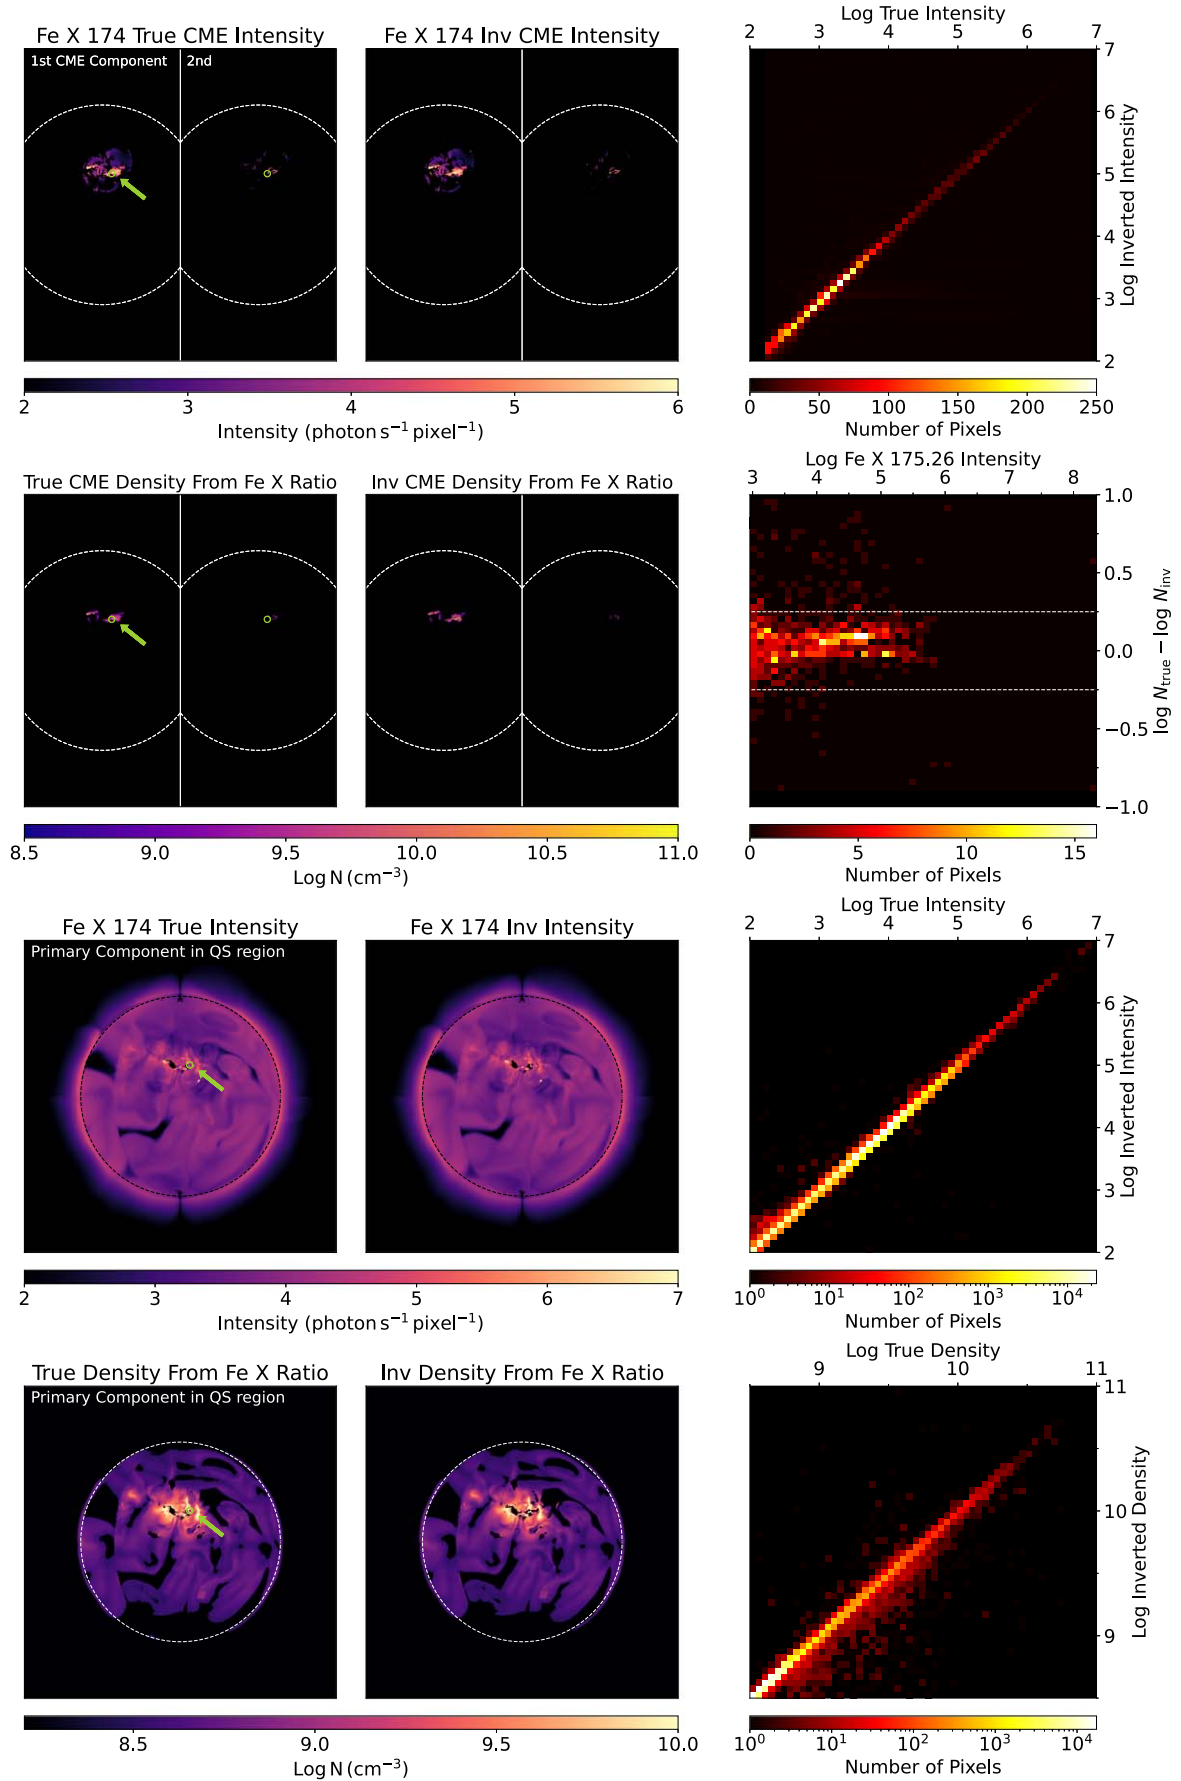 Fe X 174 True CME Intensity
Fe X 174 Inv CME Intensity
Log True Intensity
2 3 4 5 6 7
1st CME Component 2nd
7
6
5
4
3
2
Log Inverted Intensity
2 3 4 5 6
Intensity (photon s⁻¹ pixel⁻¹)
0 50 100 150 200 250
Number of Pixels
True CME Density From Fe X Ratio
Inv CME Density From Fe X Ratio
Log Fe X 175.26 Intensity
3 4 5 6 7 8
1.0
0.5
0.0
−0.5
−1.0
log N_true − log N_inv
8.5 9.0 9.5 10.0 10.5 11.0
Log N (cm⁻³)
0 5 10 15
Number of Pixels
Fe X 174 True Intensity
Fe X 174 Inv Intensity
Log True Intensity
2 3 4 5 6 7
Primary Component in QS region
7
6
5
4
3
2
Log Inverted Intensity
2 3 4 5 6 7
Intensity (photon s⁻¹ pixel⁻¹)
10⁰ 10¹ 10² 10³ 10⁴
Number of Pixels
True Density From Fe X Ratio
Inv Density From Fe X Ratio
Log True Density
9 10 11
Primary Component in QS region
11
10
9
Log Inverted Density
8.5 9.0 9.5 10.0
Log N (cm⁻³)
10⁰ 10¹ 10² 10³ 10⁴
Number of Pixels